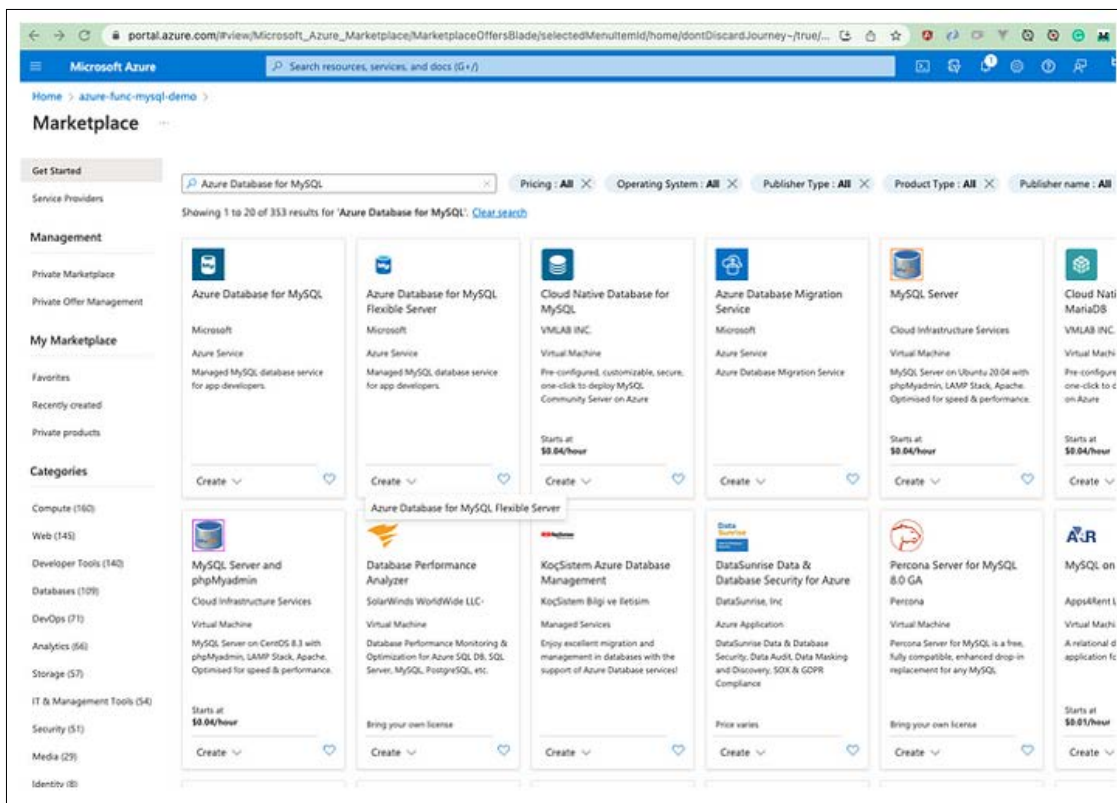 portal.azure.com/#view/Microsoft_Azure_Marketplace/MarketplaceOffersBlade/selectedMenuItemId/home/dontDiscardJourney~/true/...
Microsoft Azure
Search resources, services, and docs (G+/)
1
Home > azure-func-mysql-demo >
Marketplace ...
Get Started
Service Providers
Management
Private Marketplace
Private Offer Management
My Marketplace
Favorites
Recently created
Private products
Categories
Compute (160)
Web (145)
Developer Tools (140)
Databases (109)
DevOps (71)
Analytics (66)
Storage (57)
IT & Management Tools (54)
Security (51)
Media (29)
Identity (8)
Azure Database for MySQL
Pricing : All
Operating System : All
Publisher Type : All
Product Type : All
Publisher name : All
Showing 1 to 20 of 353 results for 'Azure Database for MySQL'. Clear search
Azure Database for MySQL
Microsoft
Azure Service
Managed MySQL database service
for app developers.
Create
Azure Database for MySQL
Flexible Server
Microsoft
Azure Service
Managed MySQL database service
for app developers.
Create
Azure Database for MySQL Flexible Server
Cloud Native Database for
MySQL
VMLAB INC.
Virtual Machine
Pre-configured, customizable, secure,
one-click to deploy MySQL
Community Server on Azure
Starts at
$0.04/hour
Create
Azure Database Migration
Service
Microsoft
Azure Service
Azure Database Migration Service
Create
MySQL Server
Cloud Infrastructure Services
Virtual Machine
MySQL Server on Ubuntu 20.04 with
phpMyadmin, LAMP Stack, Apache.
Optimised for speed & performance.
Starts at
$0.04/hour
Create
Cloud Nati
MariaDB
VMLAB INC.
Virtual Machi
Pre-configure
one-click to c
on Azure
Starts at
$0.04/hour
Create
MySQL Server and
phpMyadmin
Cloud Infrastructure Services
Virtual Machine
MySQL Server on CentOS 8.3 with
phpMyadmin, LAMP Stack, Apache.
Optimised for speed & performance.
Starts at
$0.04/hour
Create
Database Performance
Analyzer
SolarWinds WorldWide LLC-
Virtual Machine
Database Performance Monitoring &
Optimization for Azure SQL DB, SQL
Server, MySQL, PostgreSQL, etc.
Bring your own license
Create
KoçSistem Azure Database
Management
KoçSistem Bilgi ve Iletisim
Managed Services
Enjoy excellent migration and
management in databases with the
support of Azure Database services!
Create
Data
Sunrise
DataSunrise Data &
Database Security for Azure
DataSunrise, Inc
Azure Application
DataSunrise Data & Database
Security, Data Audit, Data Masking
and Discovery, SOX & GDPR
Compliance
Price varies
Create
Percona Server for MySQL
8.0 GA
Percona
Virtual Machine
Percona Server for MySQL is a free,
fully compatible, enhanced drop-in
replacement for any MySQL
Bring your own license
Create
A R
MySQL on
Apps4Rent L
Virtual Machi
A relational d
application fo
Starts at
$0.01/hour
Create